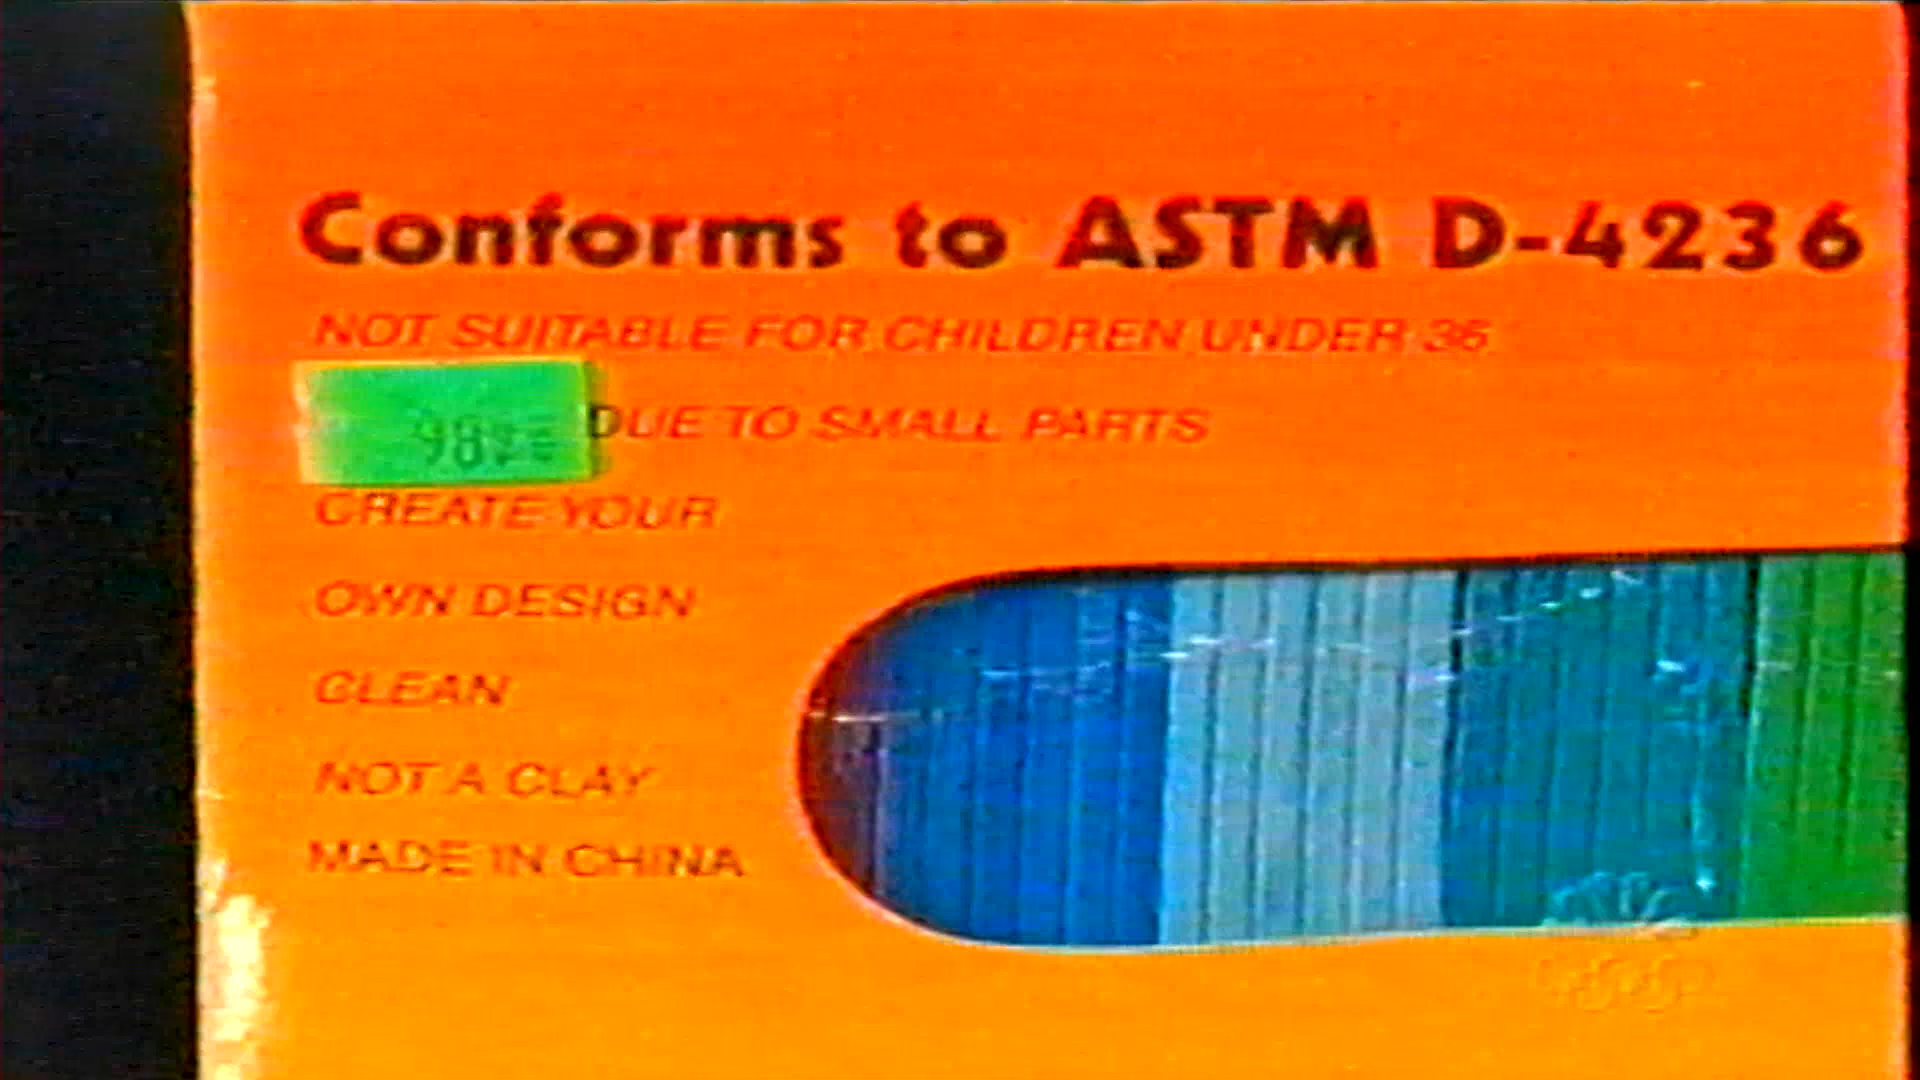 Conforms to ASTM D-4236
NOT SUITABLE FOR CHILDREN UNDER 36
DUE TO SMALL PARTS
CREATE YOUR
OWN DESIGN
CLEAN
NOT A CLAY
MADE IN CHINA